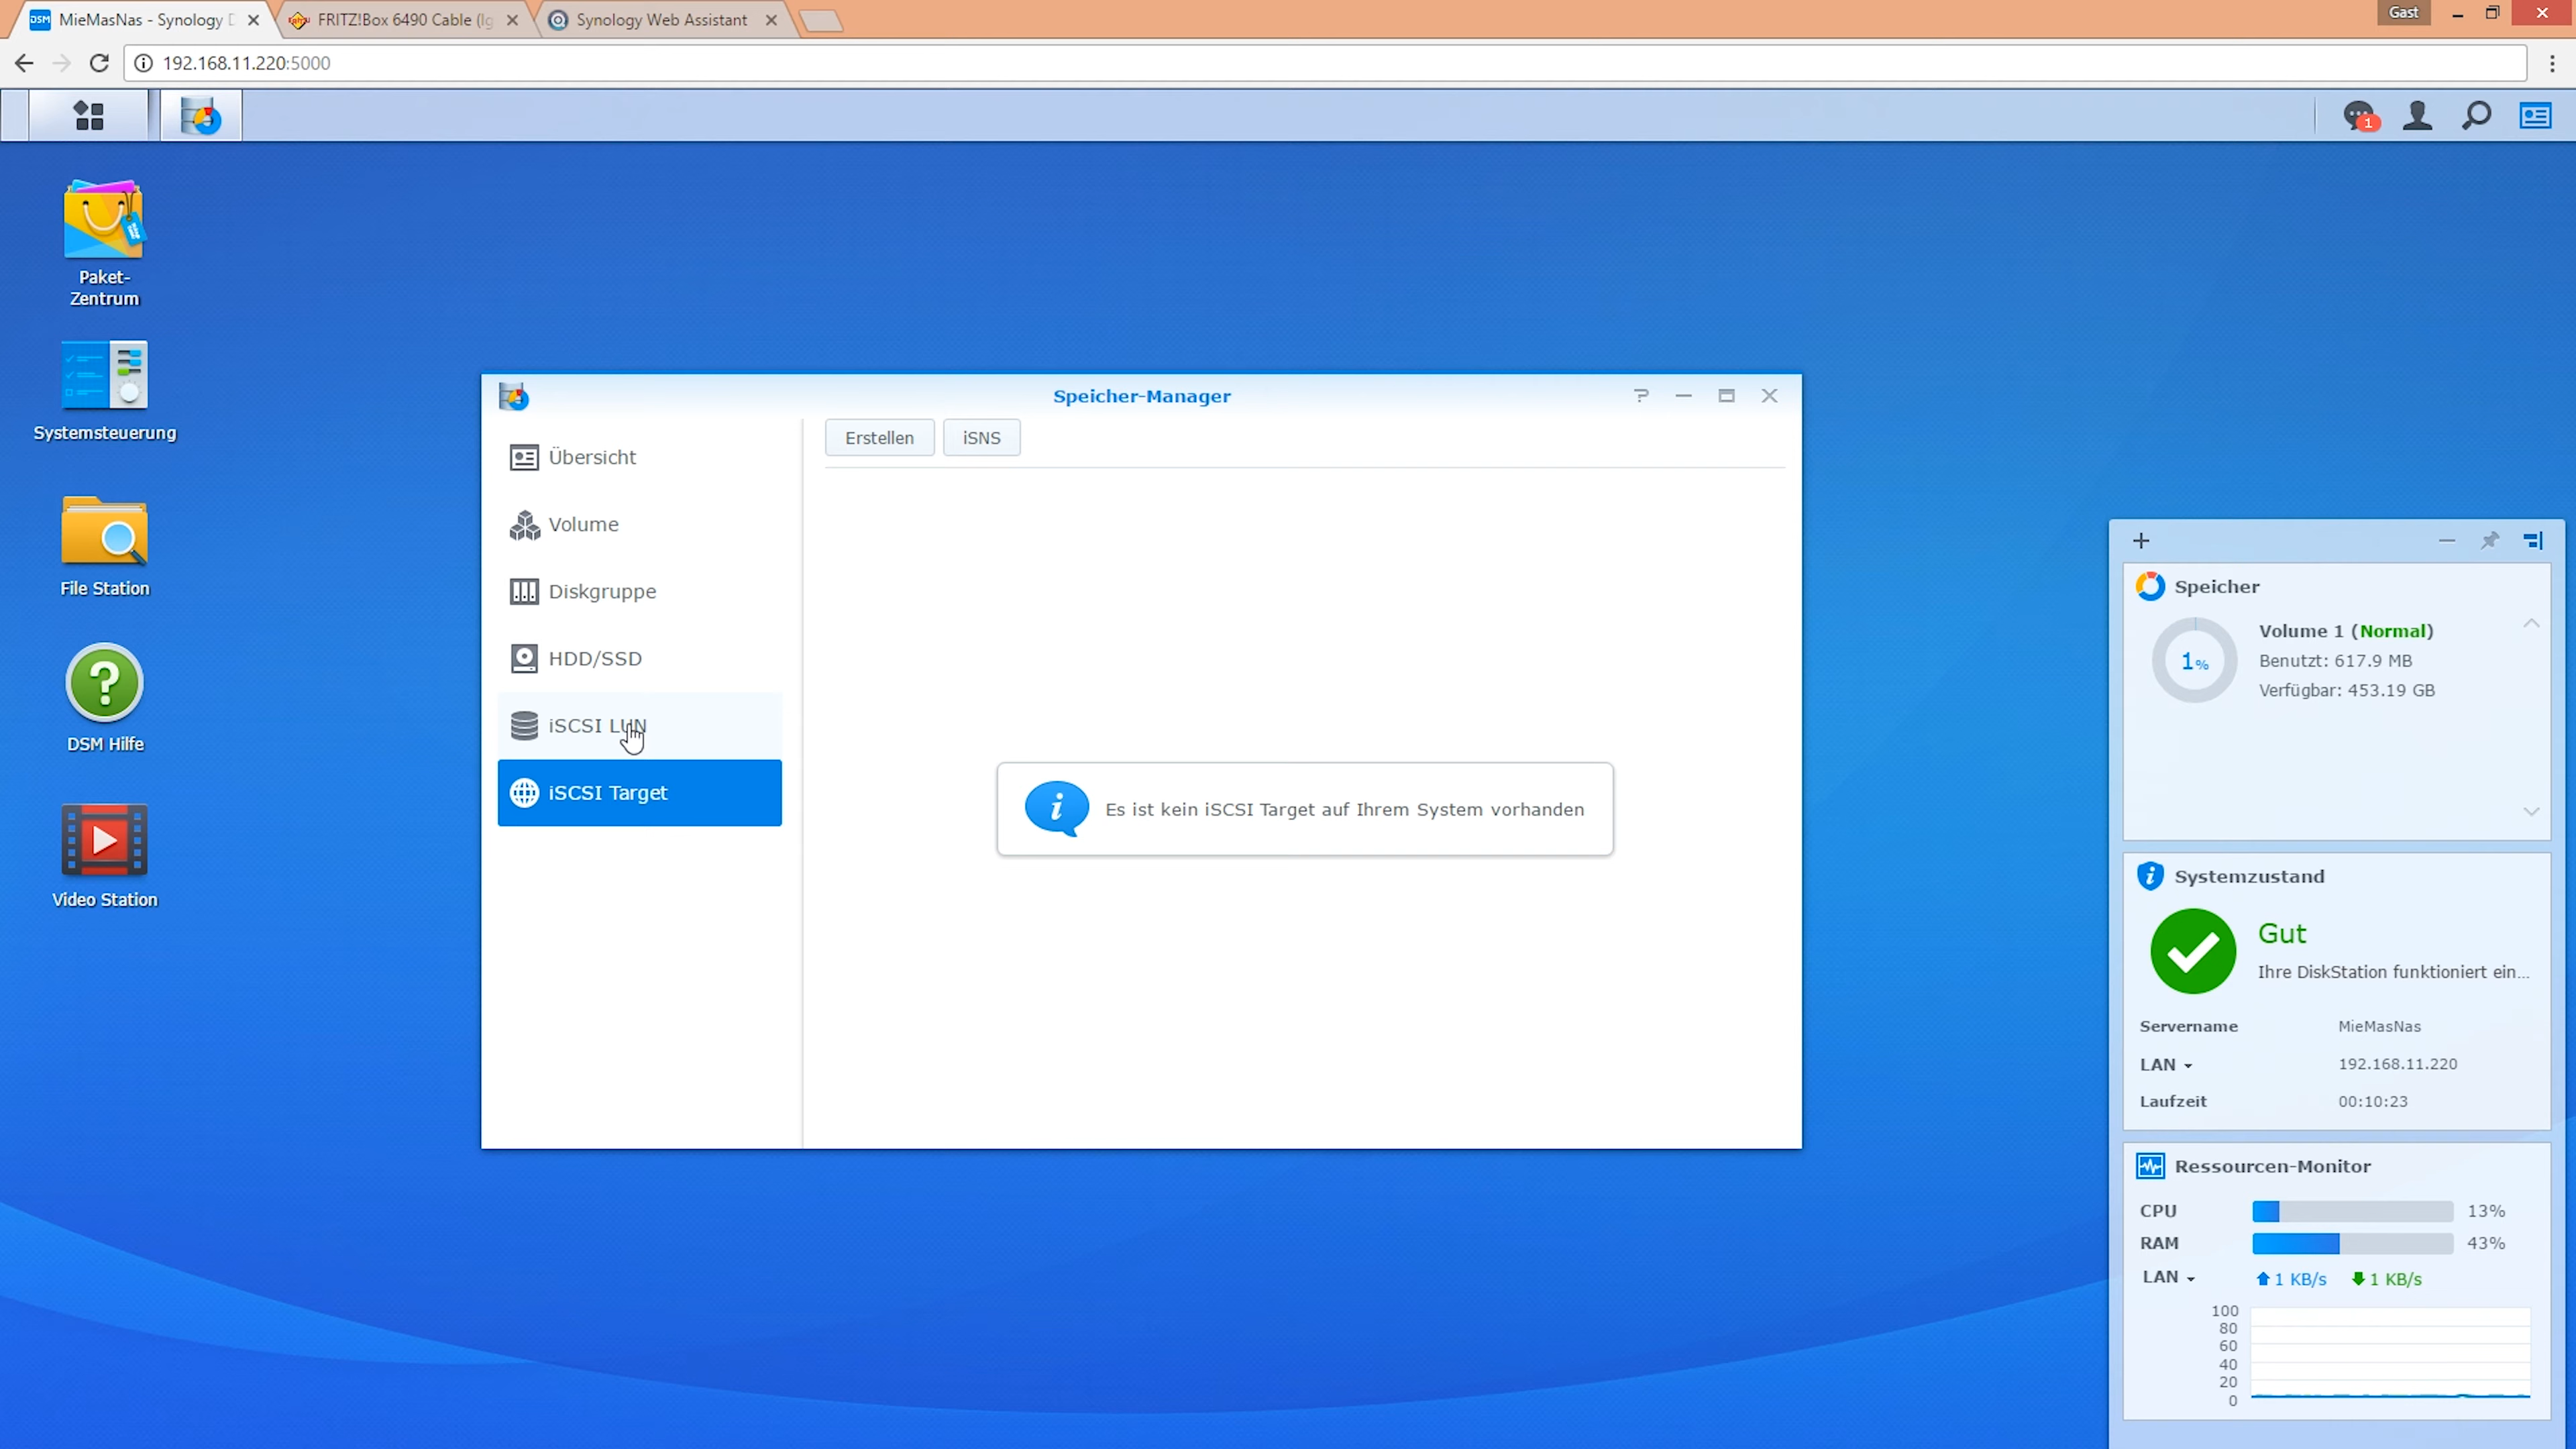 DSM MieMasNas - Synology D
FRITZ!Box 6490 Cable (lg
Synology Web Assistant
Gast
192.168.11.220:5000
1
Paket-
Zentrum
Systemsteuerung
File Station
DSM Hilfe
Video Station
Speicher-Manager
Übersicht
Volume
Diskgruppe
HDD/SSD
iSCSI LUN
iSCSI Target
Erstellen
iSNS
Es ist kein iSCSI Target auf Ihrem System vorhanden
Speicher
1%
Volume 1 (Normal)
Benutzt: 617.9 MB
Verfügbar: 453.19 GB
Systemzustand
Gut
Ihre DiskStation funktioniert ein...
Servername MieMasNas
LAN 192.168.11.220
Laufzeit 00:10:23
Ressourcen-Monitor
CPU 13%
RAM 43%
LAN 1 KB/s 1 KB/s
100
80
60
40
20
0